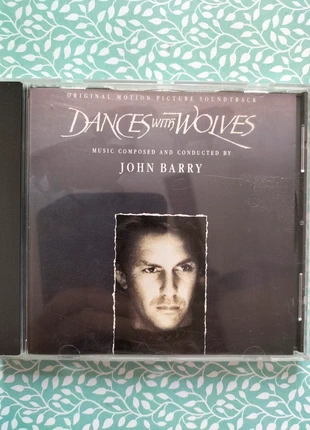 ORIGINAL MOTION PICTURE SOUNDTRACK
DANCES WITH WOLVES
MUSIC COMPOSED AND CONDUCTED BY
JOHN BARRY